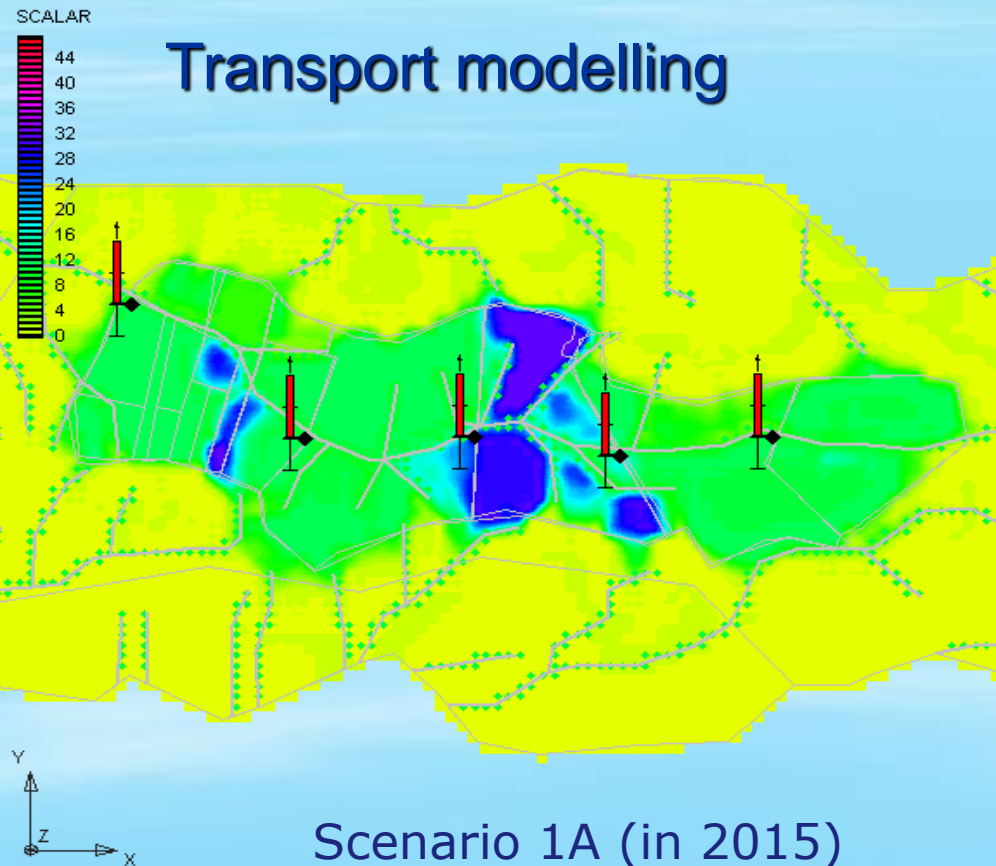 SCALAR
Transport modelling
44
40
36
32
28
24
20
16
12
8
4
0
t
t
t
t
t
Y
Z
X
Scenario 1A (in 2015)